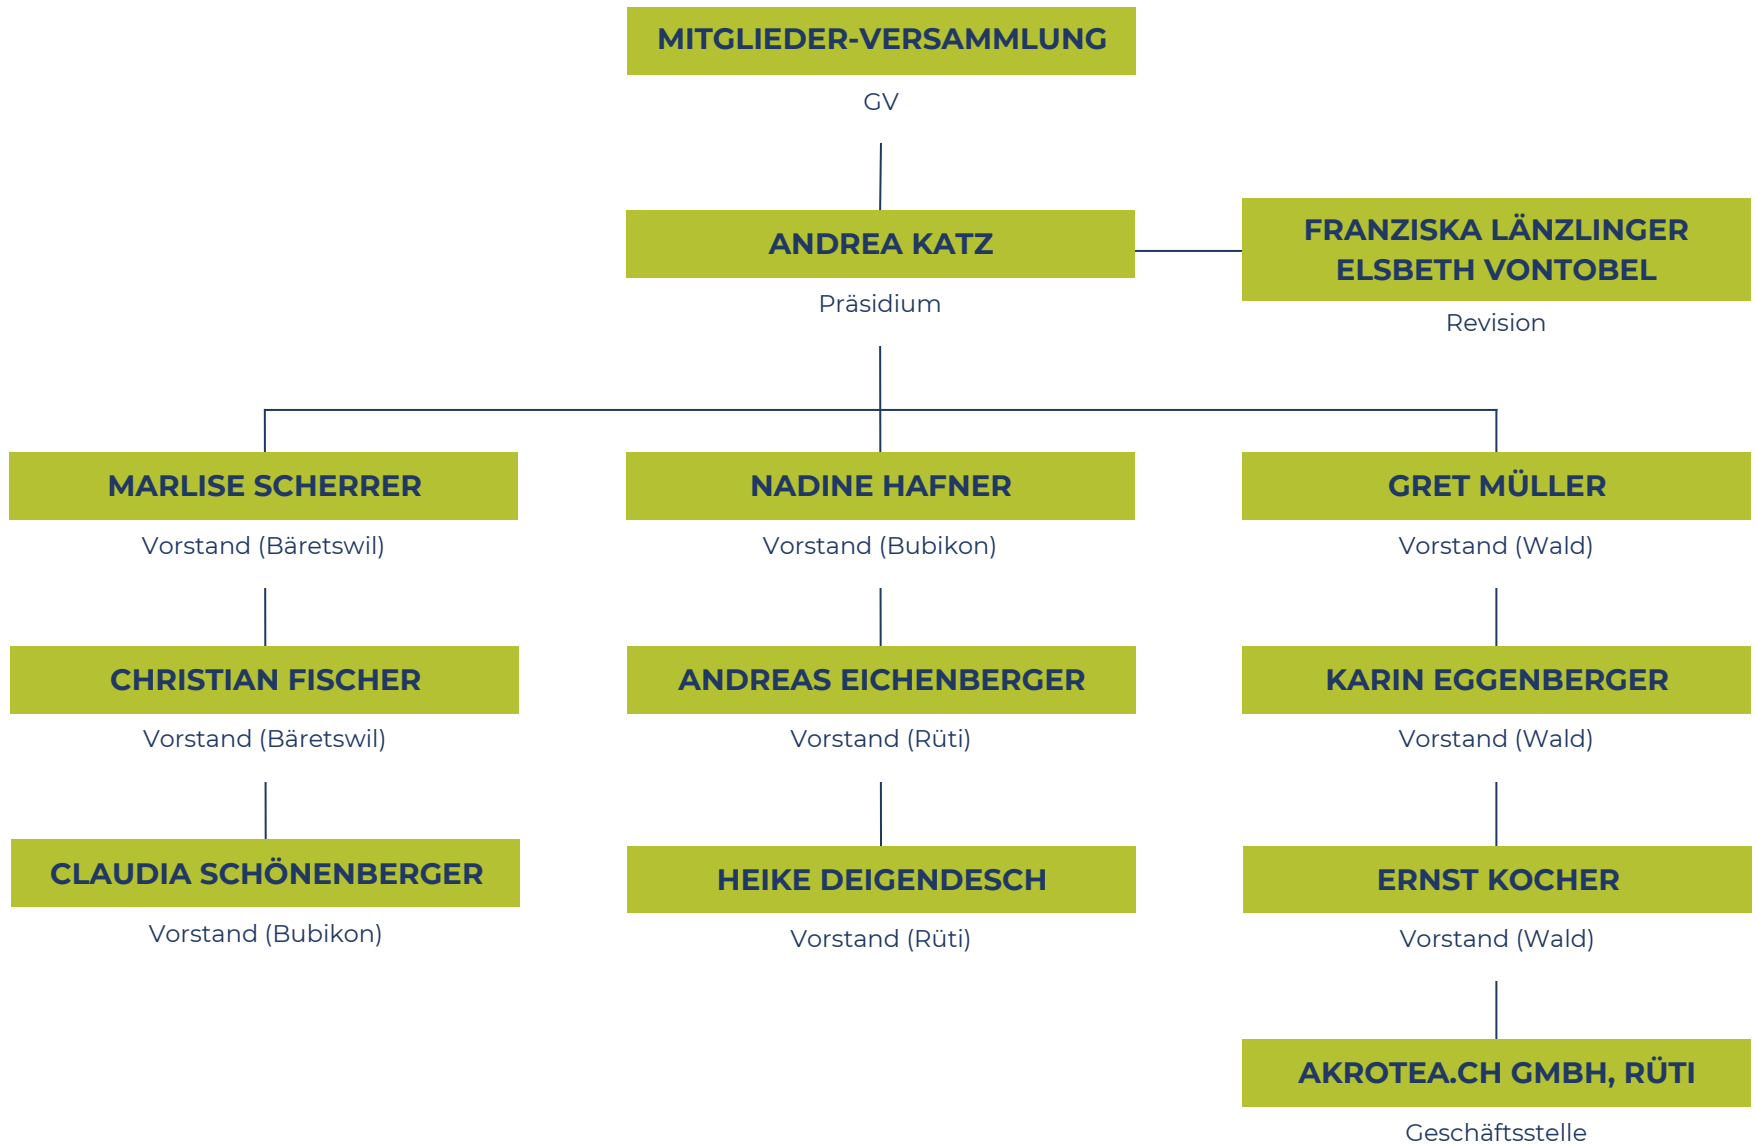 MITGLIEDER-VERSAMMLUNG
GV
ANDREA KATZ
Präsidium
FRANZISKA LÄNZLINGER
ELSBETH VONTOBEL
Revision
MARLISE SCHERRER
Vorstand (Bäretswil)
NADINE HAFNER
Vorstand (Bubikon)
GRET MÜLLER
Vorstand (Wald)
CHRISTIAN FISCHER
Vorstand (Bäretswil)
ANDREAS EICHENBERGER
Vorstand (Rüti)
KARIN EGGENBERGER
Vorstand (Wald)
CLAUDIA SCHÖNENBERGER
Vorstand (Bubikon)
HEIKE DEIGENDESCH
Vorstand (Rüti)
ERNST KOCHER
Vorstand (Wald)
AKROTEA.CH GMBH, RÜTI
Geschäftsstelle